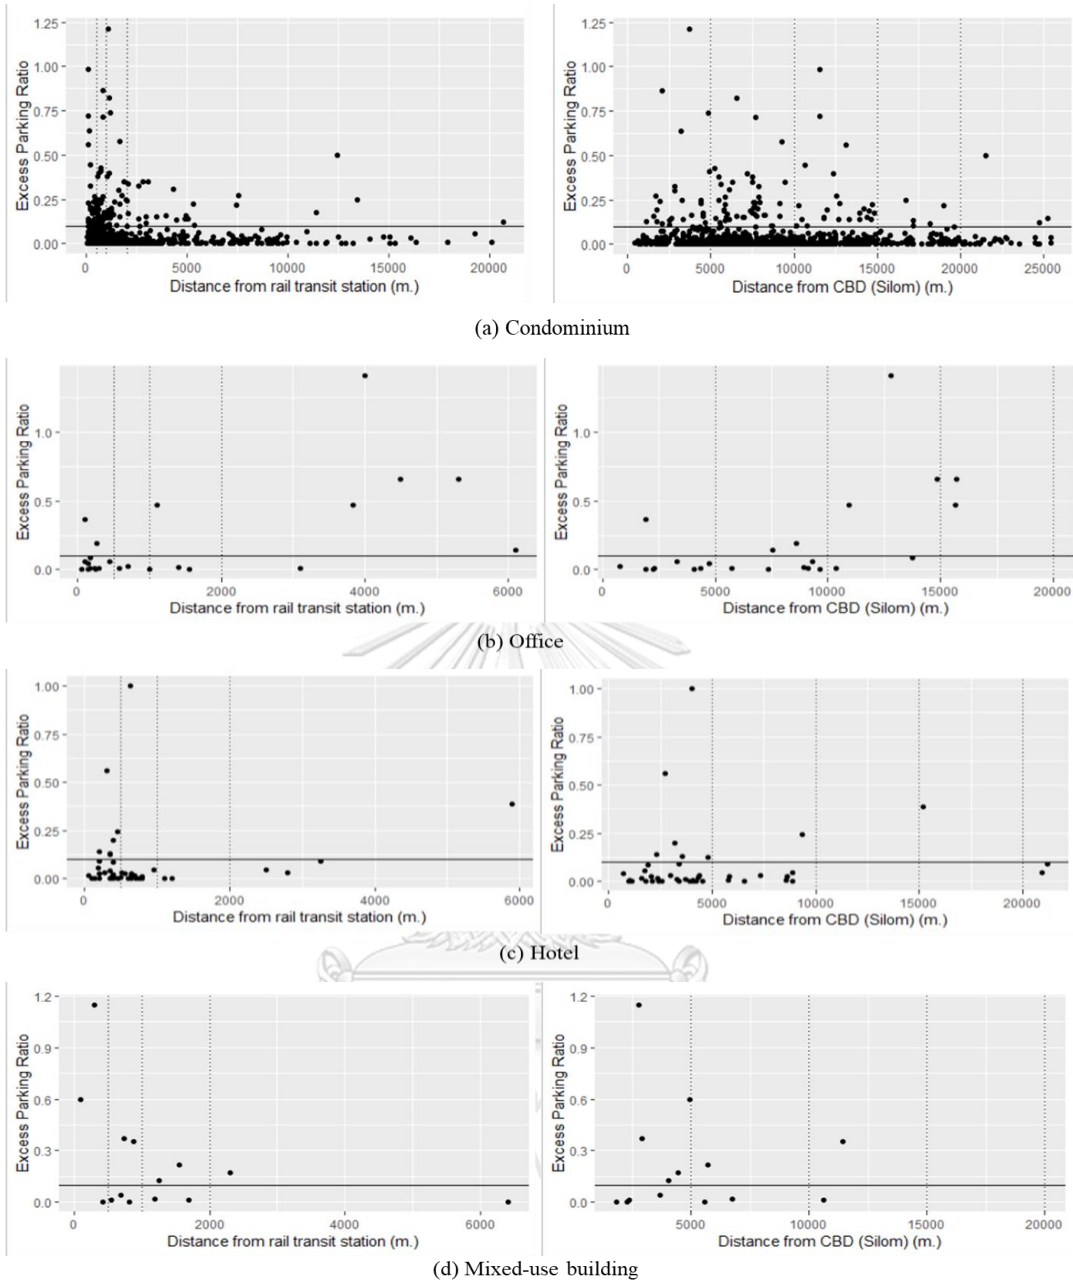 Excess Parking Ratio
1.25
1.00
0.75
0.50
0.25
0.00
0 5000 10000 15000 20000
Distance from rail transit station (m.)
Excess Parking Ratio
1.25
1.00
0.75
0.50
0.25
0.00
0 5000 10000 15000 20000 25000
Distance from CBD (Silom) (m.)
(a) Condominium
Excess Parking Ratio
1.0
0.5
0.0
0 2000 4000 6000
Distance from rail transit station (m.)
Excess Parking Ratio
1.0
0.5
0.0
0 5000 10000 15000 20000
Distance from CBD (Silom) (m.)
(b) Office
Excess Parking Ratio
1.00
0.75
0.50
0.25
0.00
0 2000 4000 6000
Distance from rail transit station (m.)
Excess Parking Ratio
1.00
0.75
0.50
0.25
0.00
0 5000 10000 15000 20000
Distance from CBD (Silom) (m.)
(c) Hotel
Excess Parking Ratio
1.2
0.9
0.6
0.3
0.0
0 2000 4000 6000
Distance from rail transit station (m.)
Excess Parking Ratio
1.2
0.9
0.6
0.3
0.0
5000 10000 15000 20000
Distance from CBD (Silom) (m.)
(d) Mixed-use building